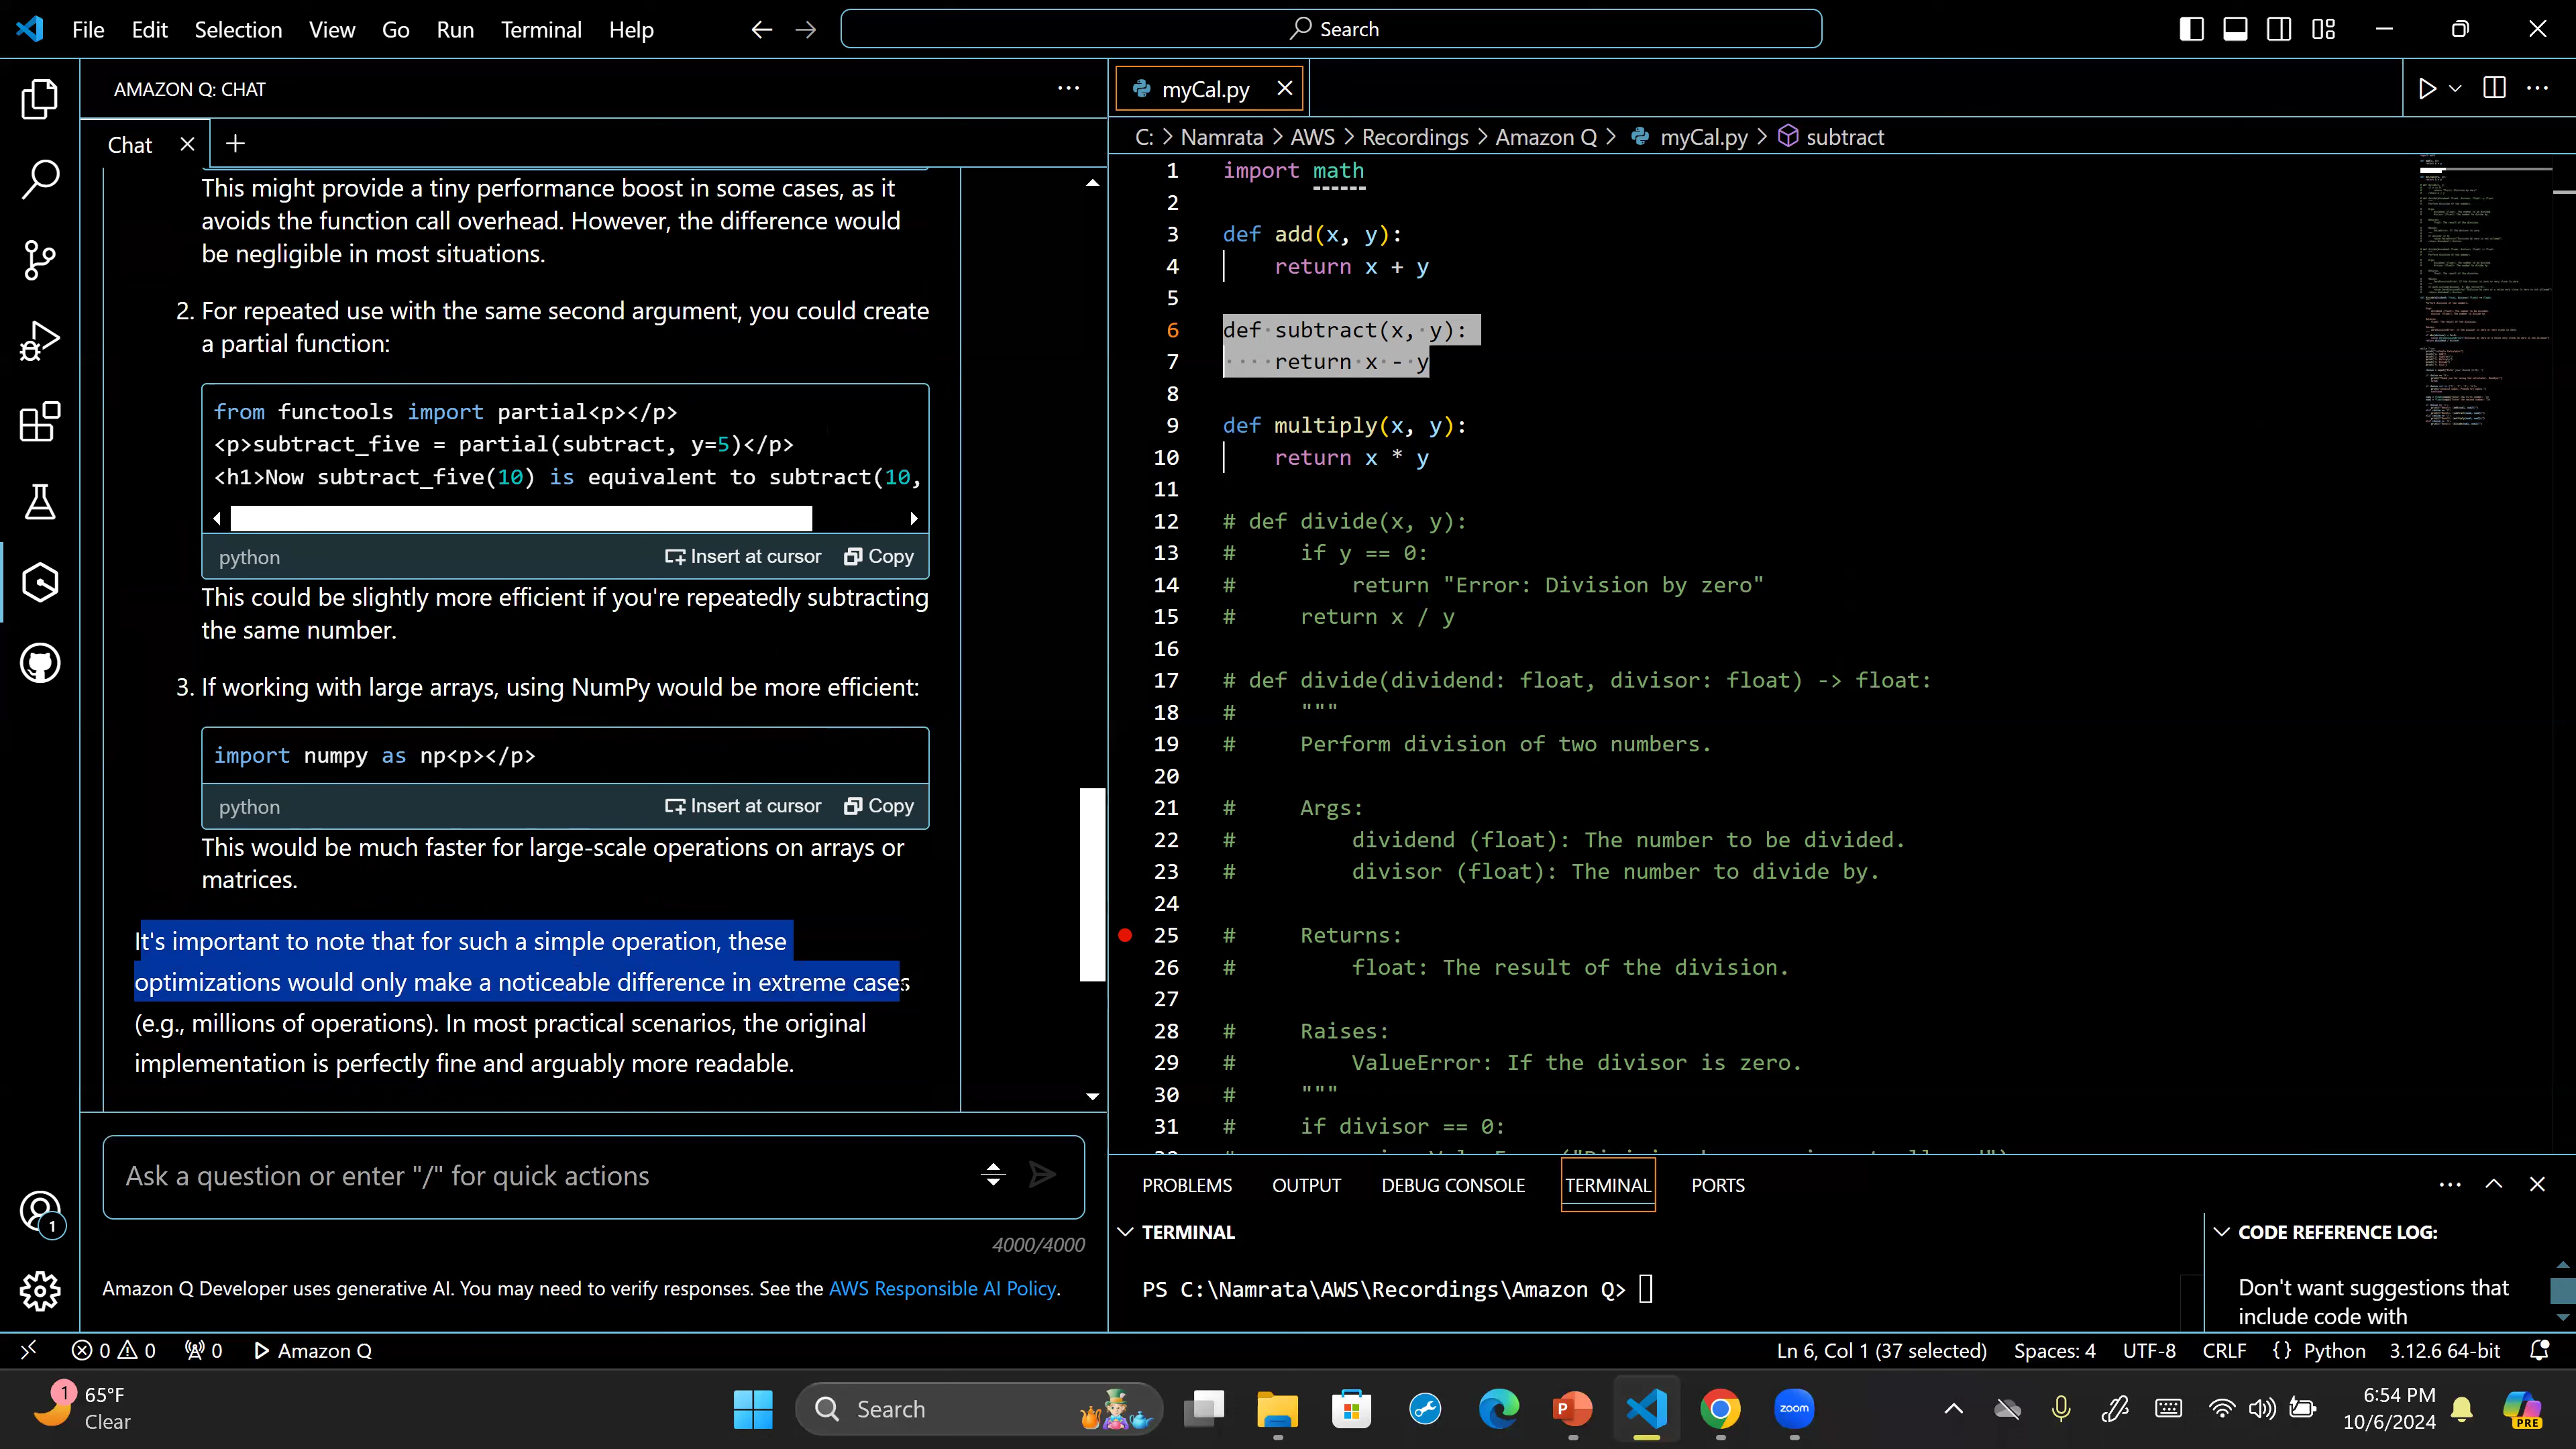 File Edit Selection View Go Run Terminal Help
Search
AMAZON Q: CHAT
Chat
This might provide a tiny performance boost in some cases, as it
avoids the function call overhead. However, the difference would
be negligible in most situations.
2. For repeated use with the same second argument, you could create
a partial function:
from functools import partial<p></p>
<p>subtract_five = partial(subtract, y=5)</p>
<h1>Now subtract_five(10) is equivalent to subtract(10,
python Insert at cursor Copy
This could be slightly more efficient if you're repeatedly subtracting
the same number.
3. If working with large arrays, using NumPy would be more efficient:
import numpy as np<p></p>
python Insert at cursor Copy
This would be much faster for large-scale operations on arrays or
matrices.
It's important to note that for such a simple operation, these
optimizations would only make a noticeable difference in extreme cases
(e.g., millions of operations). In most practical scenarios, the original
implementation is perfectly fine and arguably more readable.
Ask a question or enter "/" for quick actions
4000/4000
Amazon Q Developer uses generative AI. You may need to verify responses. See the AWS Responsible AI Policy.
myCal.py
C: > Namrata > AWS > Recordings > Amazon Q > myCal.py > subtract
1 import math
2
3 def add(x, y):
4 return x + y
5
6 def subtract(x, y):
7 return x - y
8
9 def multiply(x, y):
10 return x * y
11
12 # def divide(x, y):
13 # if y == 0:
14 # return "Error: Division by zero"
15 # return x / y
16
17 # def divide(dividend: float, divisor: float) -> float:
18 # """
19 # Perform division of two numbers.
20
21 # Args:
22 # dividend (float): The number to be divided.
23 # divisor (float): The number to divide by.
24
25 # Returns:
26 # float: The result of the division.
27
28 # Raises:
29 # ValueError: If the divisor is zero.
30 # """
31 # if divisor == 0:
PROBLEMS OUTPUT DEBUG CONSOLE TERMINAL PORTS
TERMINAL
PS C:\Namrata\AWS\Recordings\Amazon Q>
CODE REFERENCE LOG:
Don't want suggestions that
include code with
1
0 0 0 Amazon Q
Ln 6, Col 1 (37 selected) Spaces: 4 UTF-8 CRLF {} Python 3.12.6 64-bit
1 65°F
Clear
Search
P
zoom
6:54 PM
10/6/2024
PRE